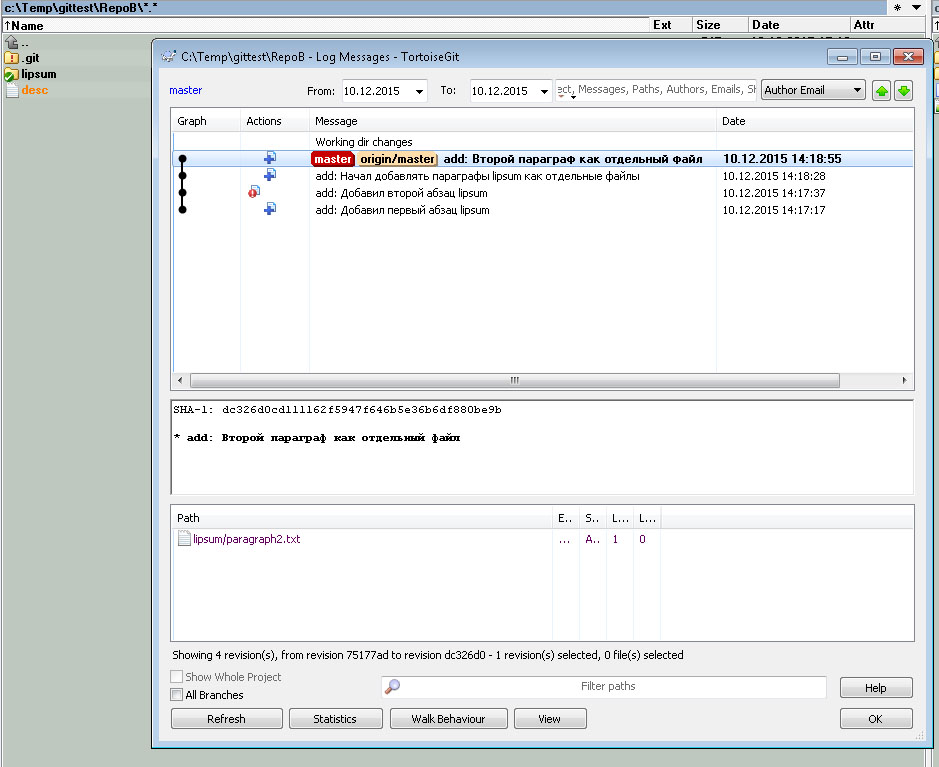 c:\Temp\gittest\RepoB\*.*
* ▼
↑Name Ext Size Date Attr
..
.git
lipsum
desc
C:\Temp\gittest\RepoB - Log Messages - TortoiseGit
master From: 10.12.2015 To: 10.12.2015 Messages, Paths, Authors, Emails, Author Email
Graph Actions Message Date
Working dir changes
master origin/master add: Второй параграф как отдельный файл 10.12.2015 14:18:55
add: Начал добавлять параграфы lipsum как отдельные файлы 10.12.2015 14:18:28
add: Добавил второй абзац lipsum 10.12.2015 14:17:37
add: Добавил первый абзац lipsum 10.12.2015 14:17:17
SHA-1: dc326d0cd111162f5947f646b5e36b6df880be9b
* add: Второй параграф как отдельный файл
Path E.. S.. L... L...
lipsum/paragraph2.txt ... A.. 1 0
Showing 4 revision(s), from revision 75177ad to revision dc326d0 - 1 revision(s) selected, 0 file(s) selected
Show Whole Project
All Branches
Filter paths
Help
Refresh Statistics Walk Behaviour View OK